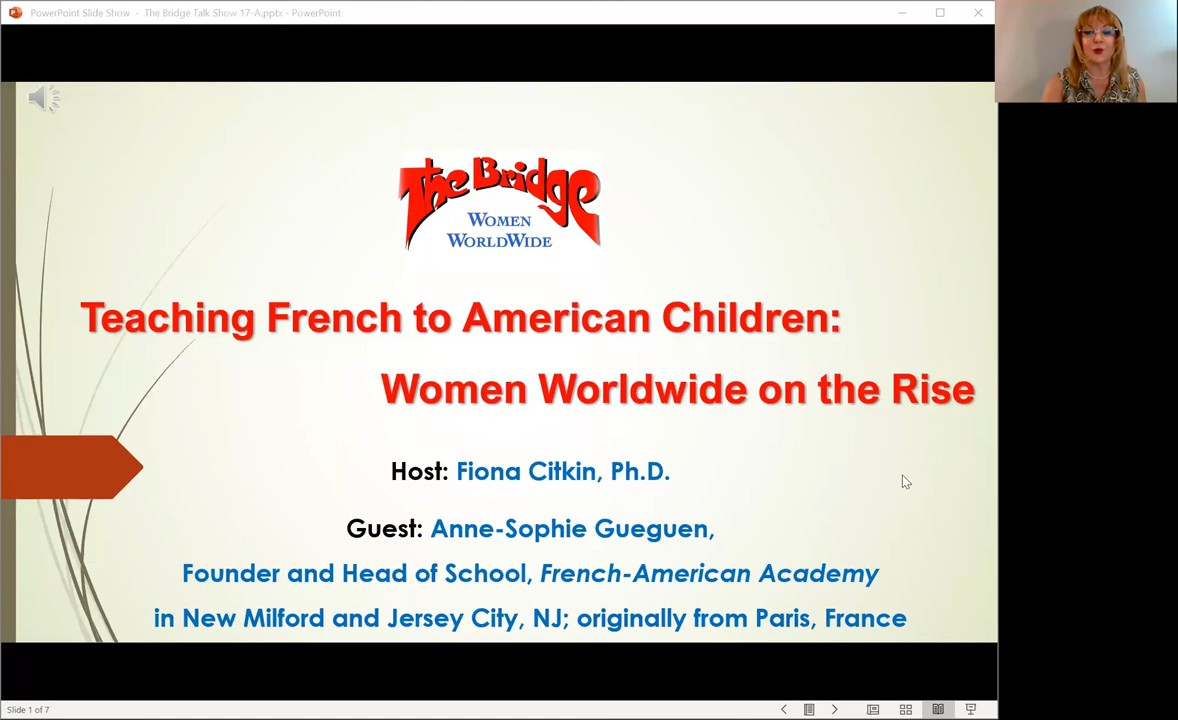 PowerPoint Slide Show - The Bridge Talk Show 17-A.pptx - PowerPoint
The Bridge
WOMEN
WORLDWIDE
Teaching French to American Children:
Women Worldwide on the Rise
Host: Fiona Citkin, Ph.D.
Guest: Anne-Sophie Gueguen,
Founder and Head of School, French-American Academy
in New Milford and Jersey City, NJ; originally from Paris, France
Slide 1 of 7